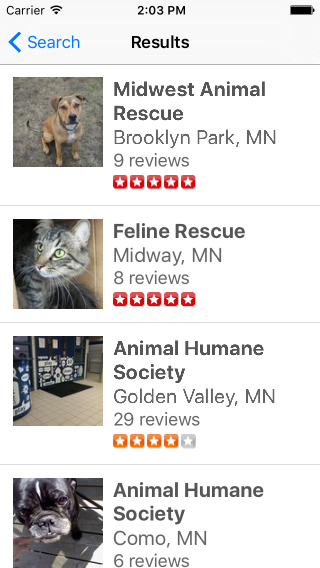 Carrier 2:03 PM
Search Results
Midwest Animal
Rescue
Brooklyn Park, MN
9 reviews
Feline Rescue
Midway, MN
8 reviews
Animal Humane
Society
Golden Valley, MN
29 reviews
Animal Humane
Society
Como, MN
6 reviews